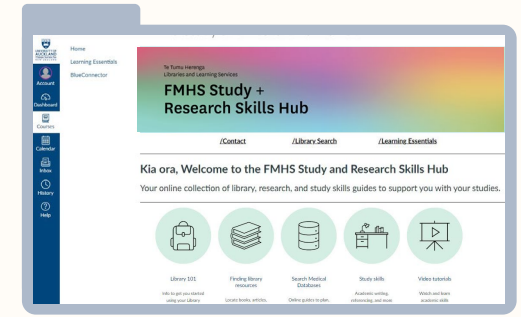 UNIVERSITY OF
AUCKLAND
Account
Dashboard
Courses
Calendar
Inbox
History
Help
Home
Learning Essentials
BlueConnector
Te Tumu Herenga
Libraries and Learning Services
FMHS Study +
Research Skills Hub
/Contact /Library Search /Learning Essentials
Kia ora, Welcome to the FMHS Study and Research Skills Hub
Your online collection of library, research, and study skills guides to support you with your studies.
Library 101
Info to get you started
using your Library
Finding library
resources
Locate books, articles,
Search Medical
Databases
Online guides to plan,
Study skills
Academic writing,
referencing, and more
Video tutorials
Watch and learn
academic skills